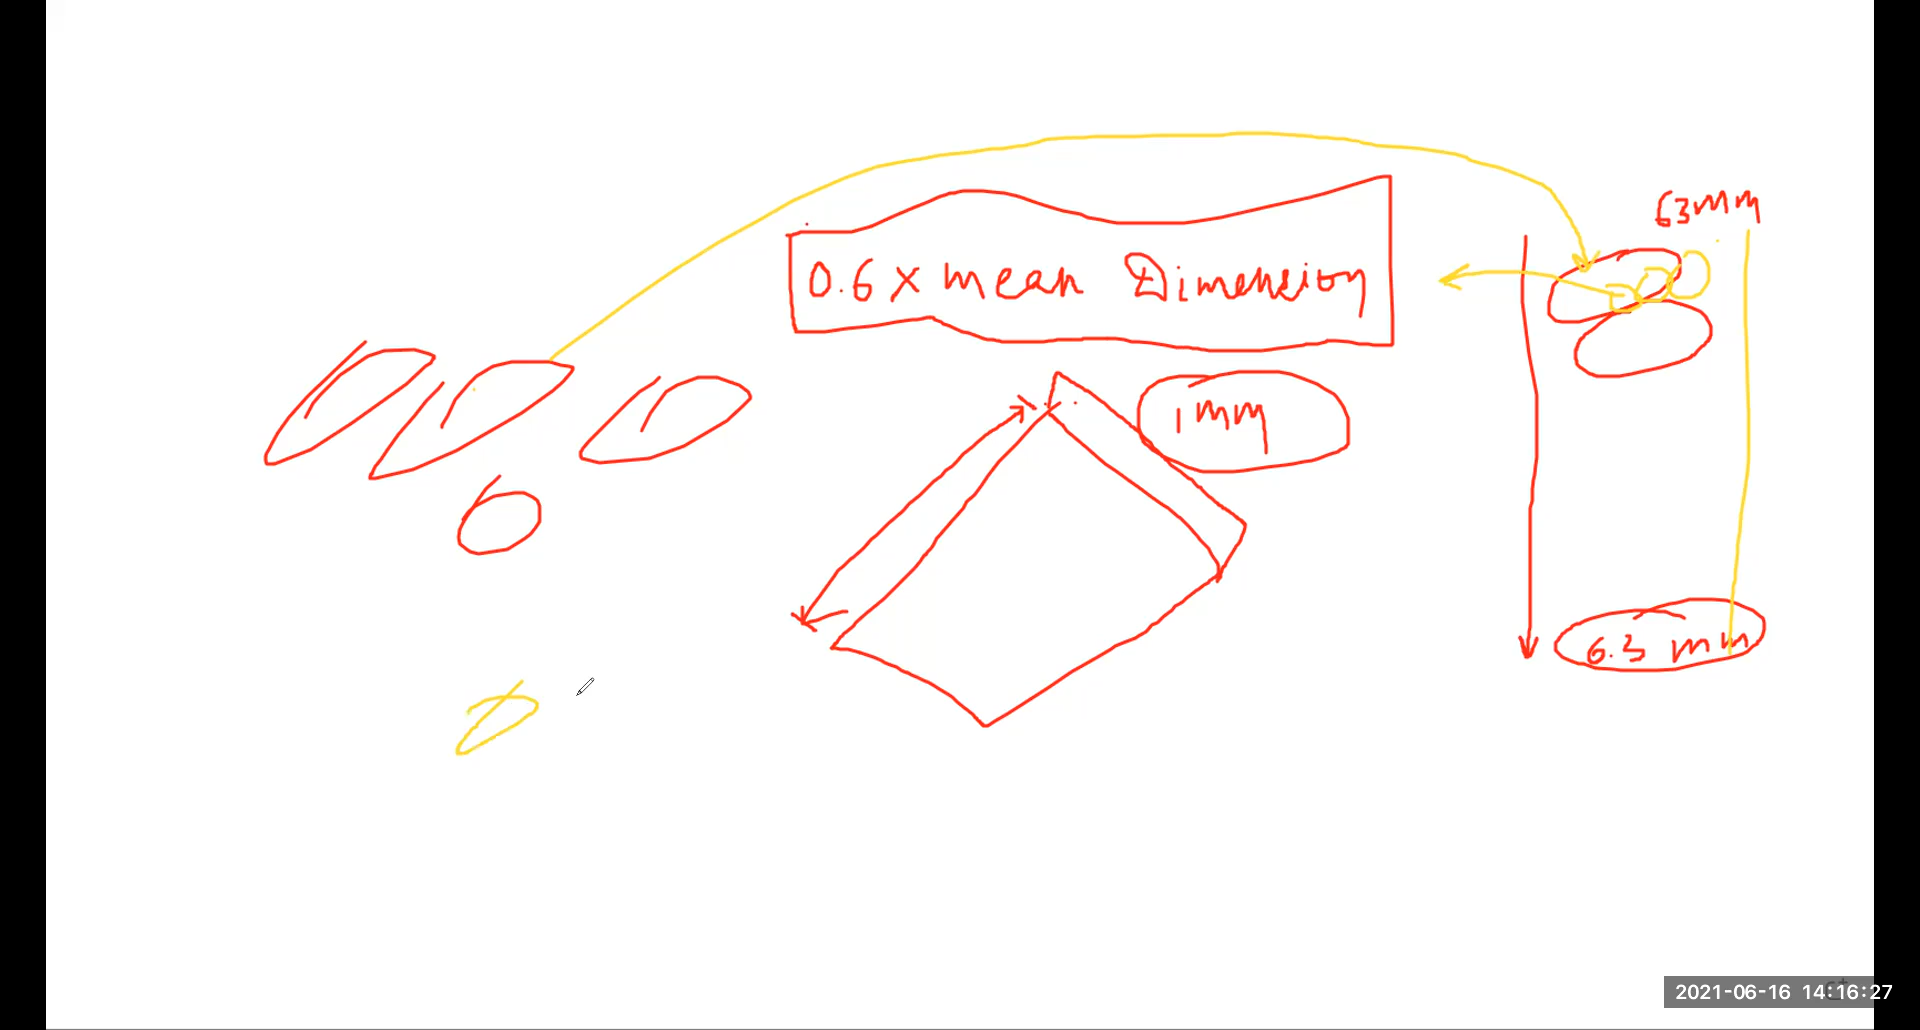 63mm
0.6 x mean Dimension
1mm
6.3 mm
2021-06-16 14:16:27